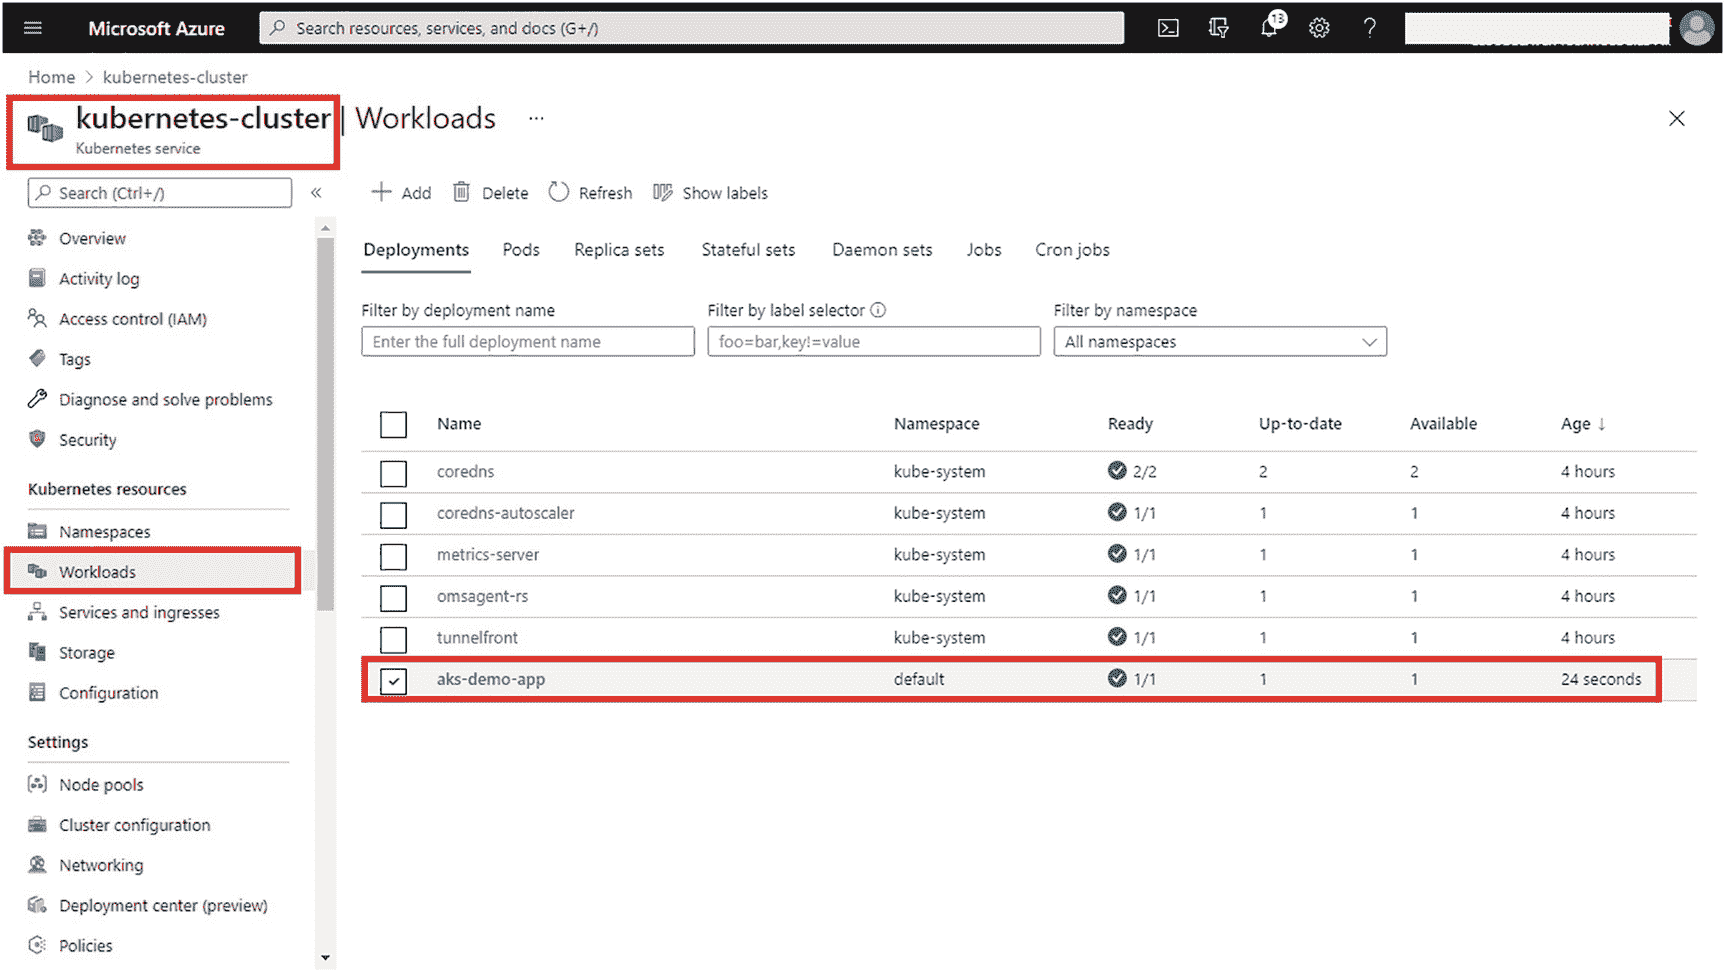 Microsoft Azure
Search resources, services, and docs (G+/)
13
Home > kubernetes-cluster
kubernetes-cluster | Workloads ...
Kubernetes service
Search (Ctrl+/)
«
Add Delete Refresh Show labels
Overview
Activity log
Access control (IAM)
Tags
Diagnose and solve problems
Security
Kubernetes resources
Namespaces
Workloads
Services and ingresses
Storage
Configuration
Settings
Node pools
Cluster configuration
Networking
Deployment center (preview)
Policies
Deployments Pods Replica sets Stateful sets Daemon sets Jobs Cron jobs
Filter by deployment name Filter by label selector Filter by namespace
Enter the full deployment name foo=bar,key!=value All namespaces
Name Namespace Ready Up-to-date Available Age ↓
coredns kube-system 2/2 2 2 4 hours
coredns-autoscaler kube-system 1/1 1 1 4 hours
metrics-server kube-system 1/1 1 1 4 hours
omsagent-rs kube-system 1/1 1 1 4 hours
tunnelfront kube-system 1/1 1 1 4 hours
aks-demo-app default 1/1 1 1 24 seconds